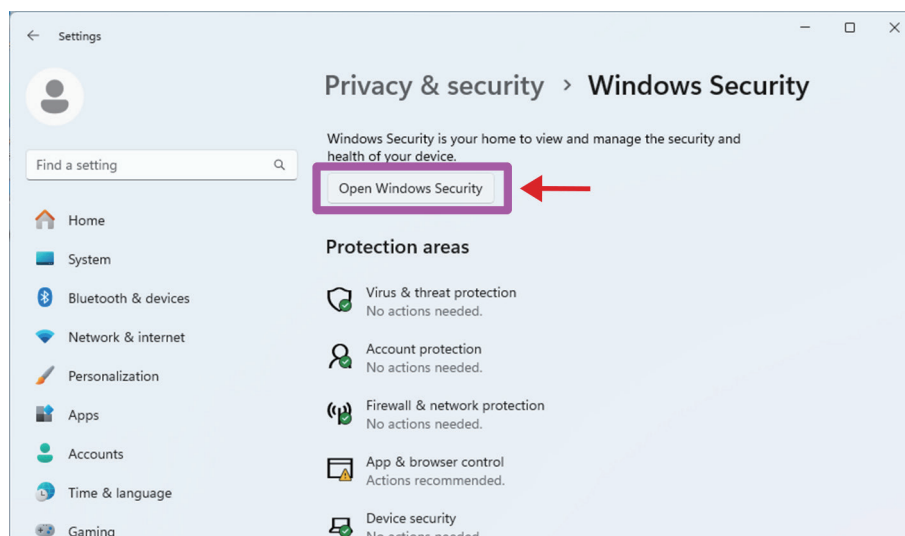 Settings
Privacy & security > Windows Security
Windows Security is your home to view and manage the security and
health of your device.
Find a setting
Open Windows Security
Home
System
Bluetooth & devices
Network & internet
Personalization
Apps
Accounts
Time & language
Gaming
Protection areas
Virus & threat protection
No actions needed.
Account protection
No actions needed.
Firewall & network protection
No actions needed.
App & browser control
Actions recommended.
Device security
No actions needed.